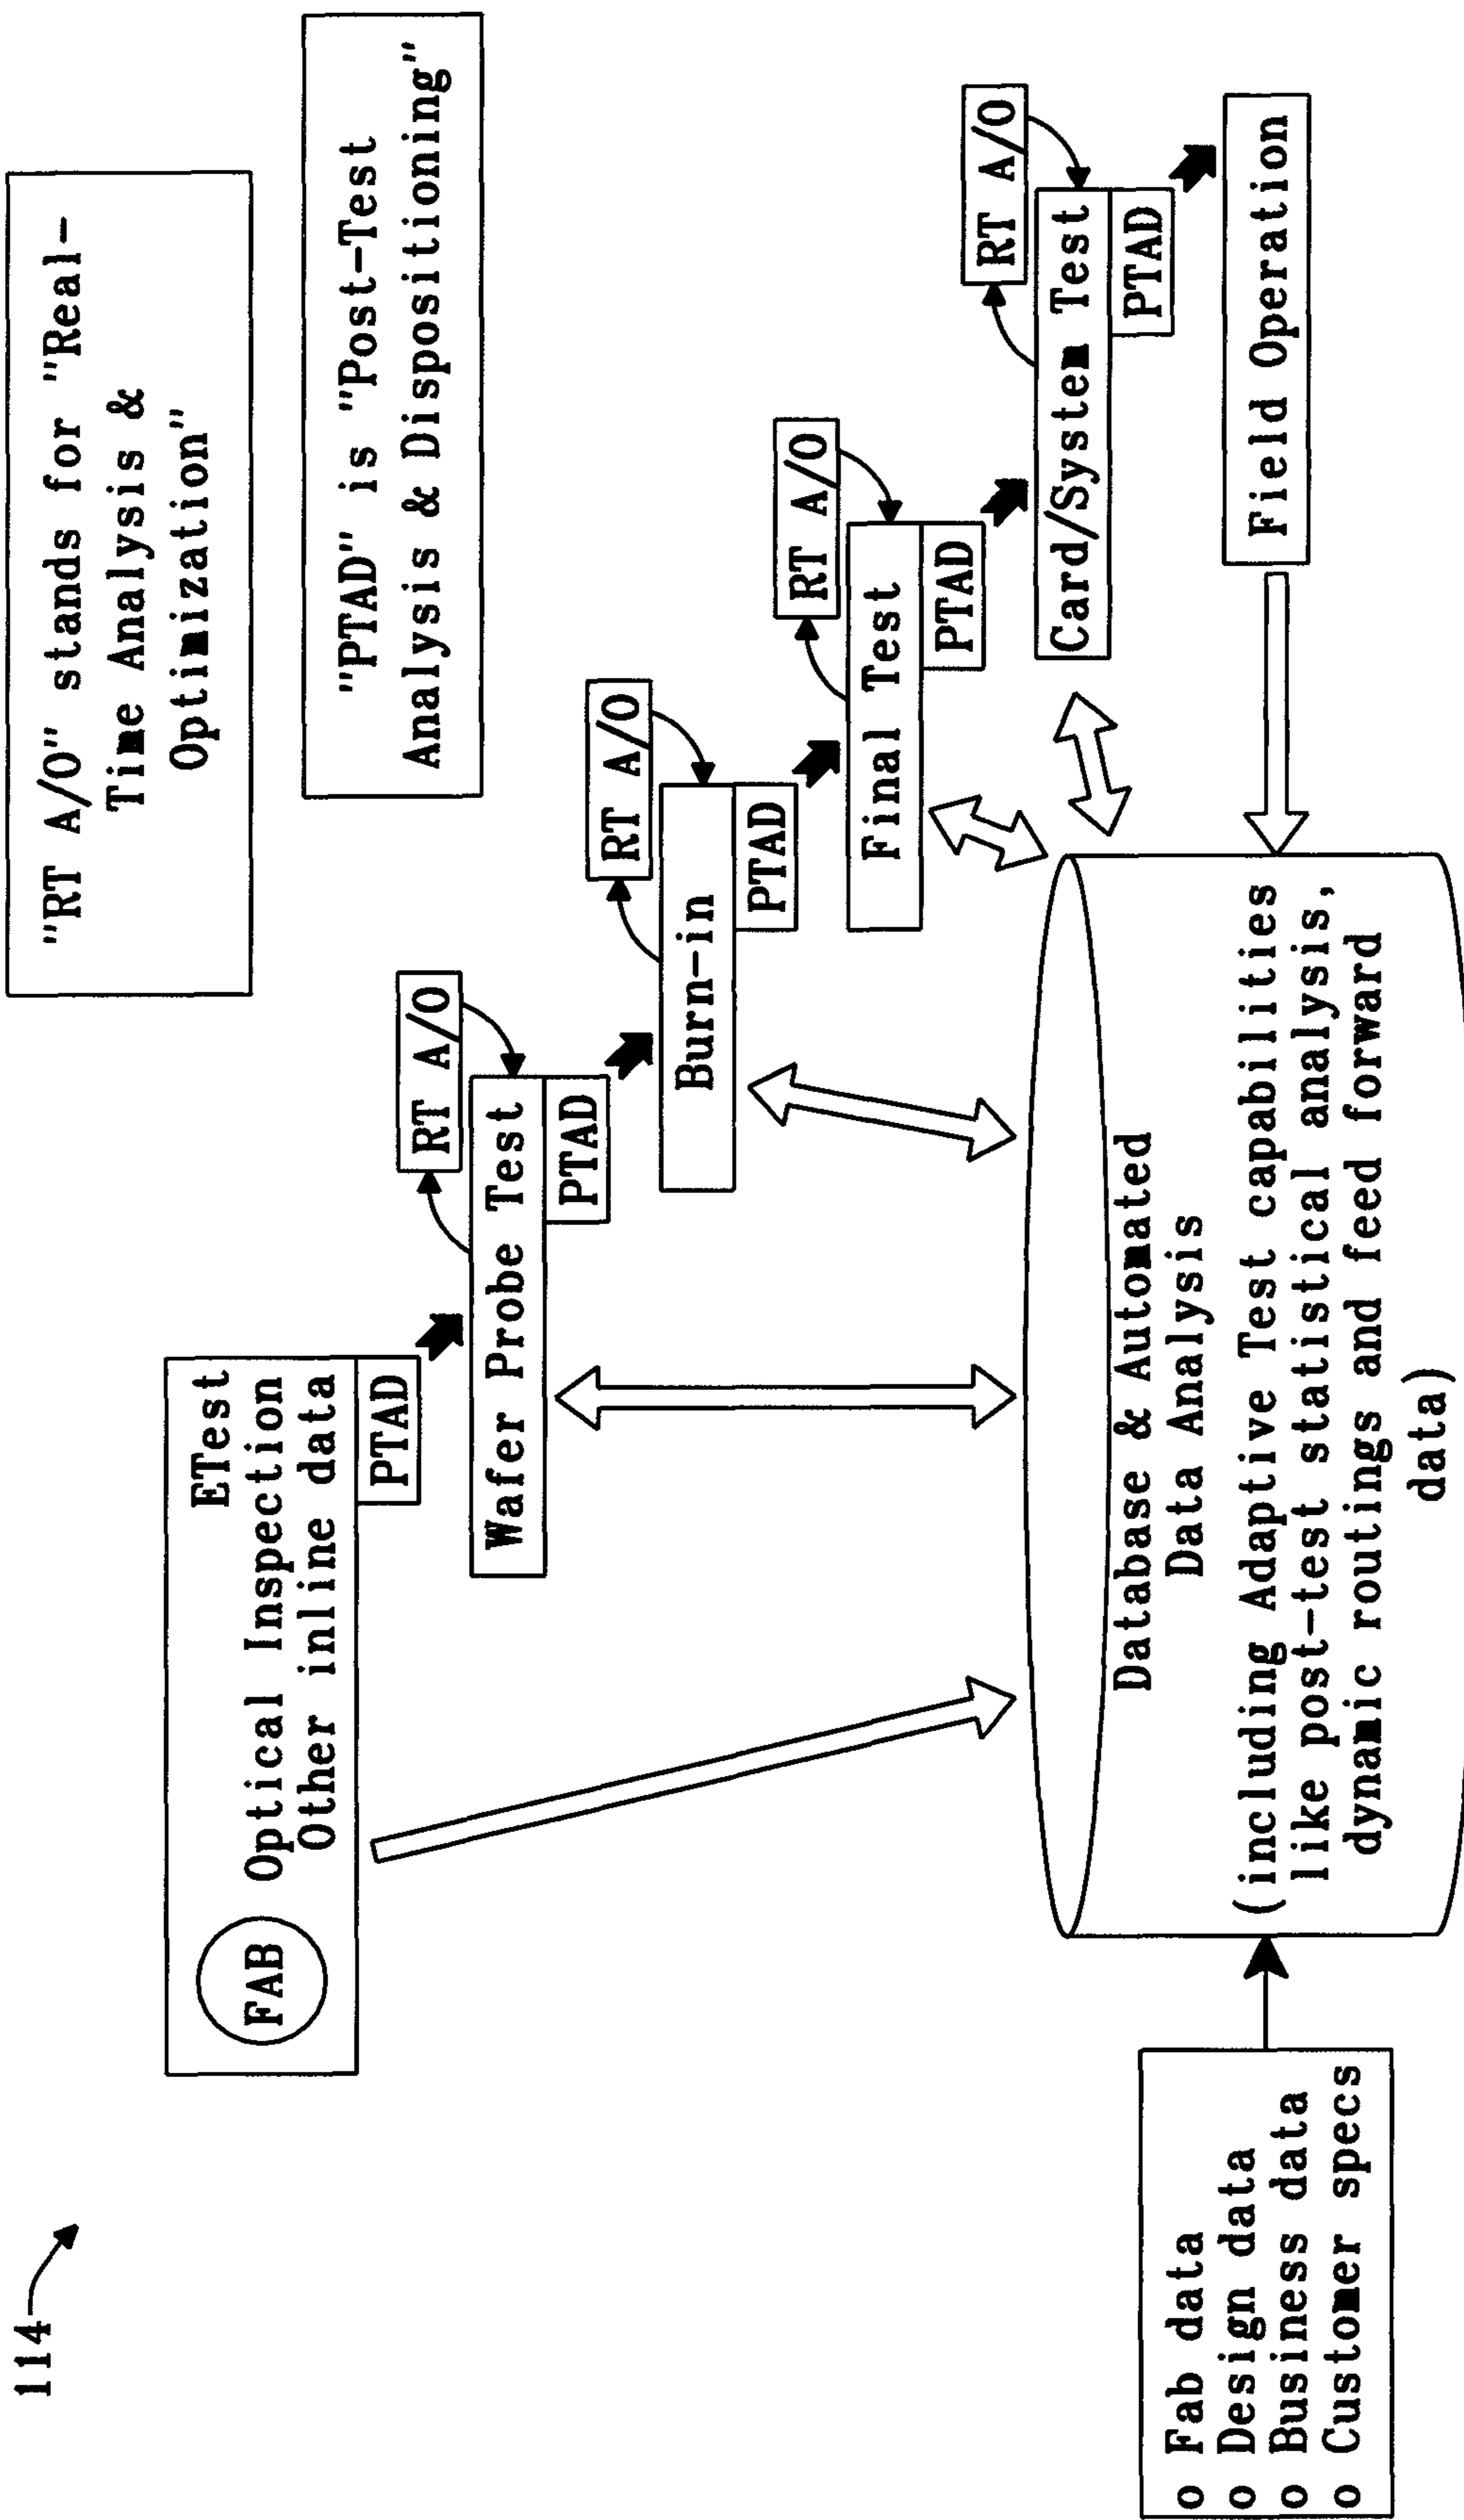 114
"RT A/O" stands for "Real-
Time Analysis &
Optimization"
"PTAD" is "Post-Test
Analysis & Dispositioning"
ETest
FAB Optical Inspection
Other inline data
PTAD
RT A/O
Wafer Probe Test
PTAD
RT A/O
Burn-in
PTAD
RT A/O
Final Test
PTAD
RT A/O
Card/System Test
PTAD
Field Operation
Database & Automated
Data Analysis
(including Adaptive Test capabilities
like post-test statistical analysis,
dynamic routings and feed forward
data)
o Fab data
o Design data
o Business data
o Customer specs